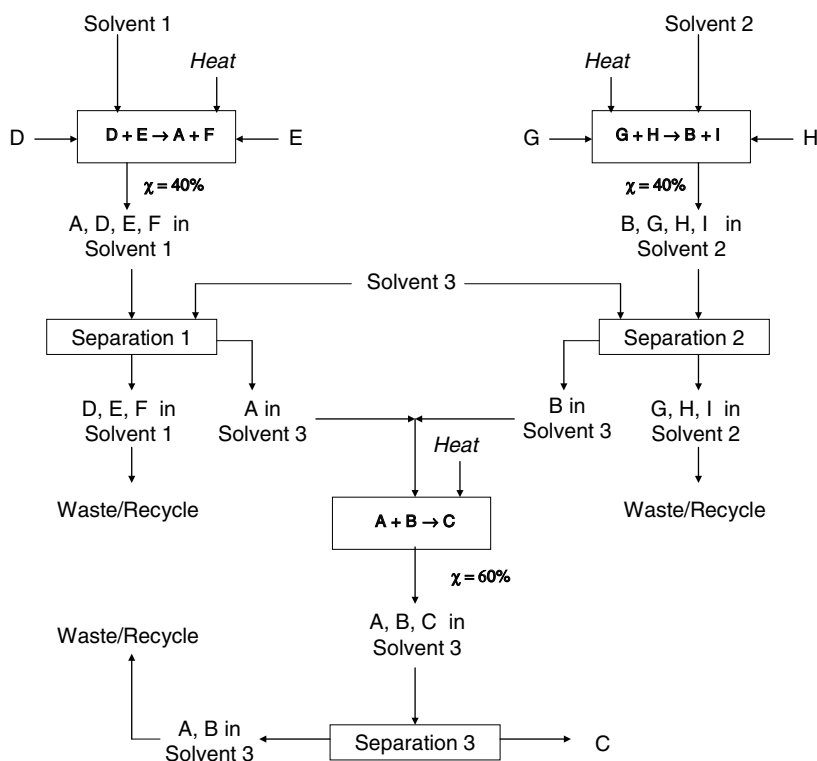 Solvent 1
Solvent 2
Heat
Heat
D
D + E → A + F
E
G
G + H → B + I
H
χ = 40%
χ = 40%
A, D, E, F in
Solvent 1
B, G, H, I in
Solvent 2
Solvent 3
Separation 1
Separation 2
D, E, F in
Solvent 1
A in
Solvent 3
B in
Solvent 3
G, H, I in
Solvent 2
Heat
Waste/Recycle
Waste/Recycle
A + B → C
χ = 60%
Waste/Recycle
A, B, C in
Solvent 3
A, B in
Solvent 3
Separation 3
C